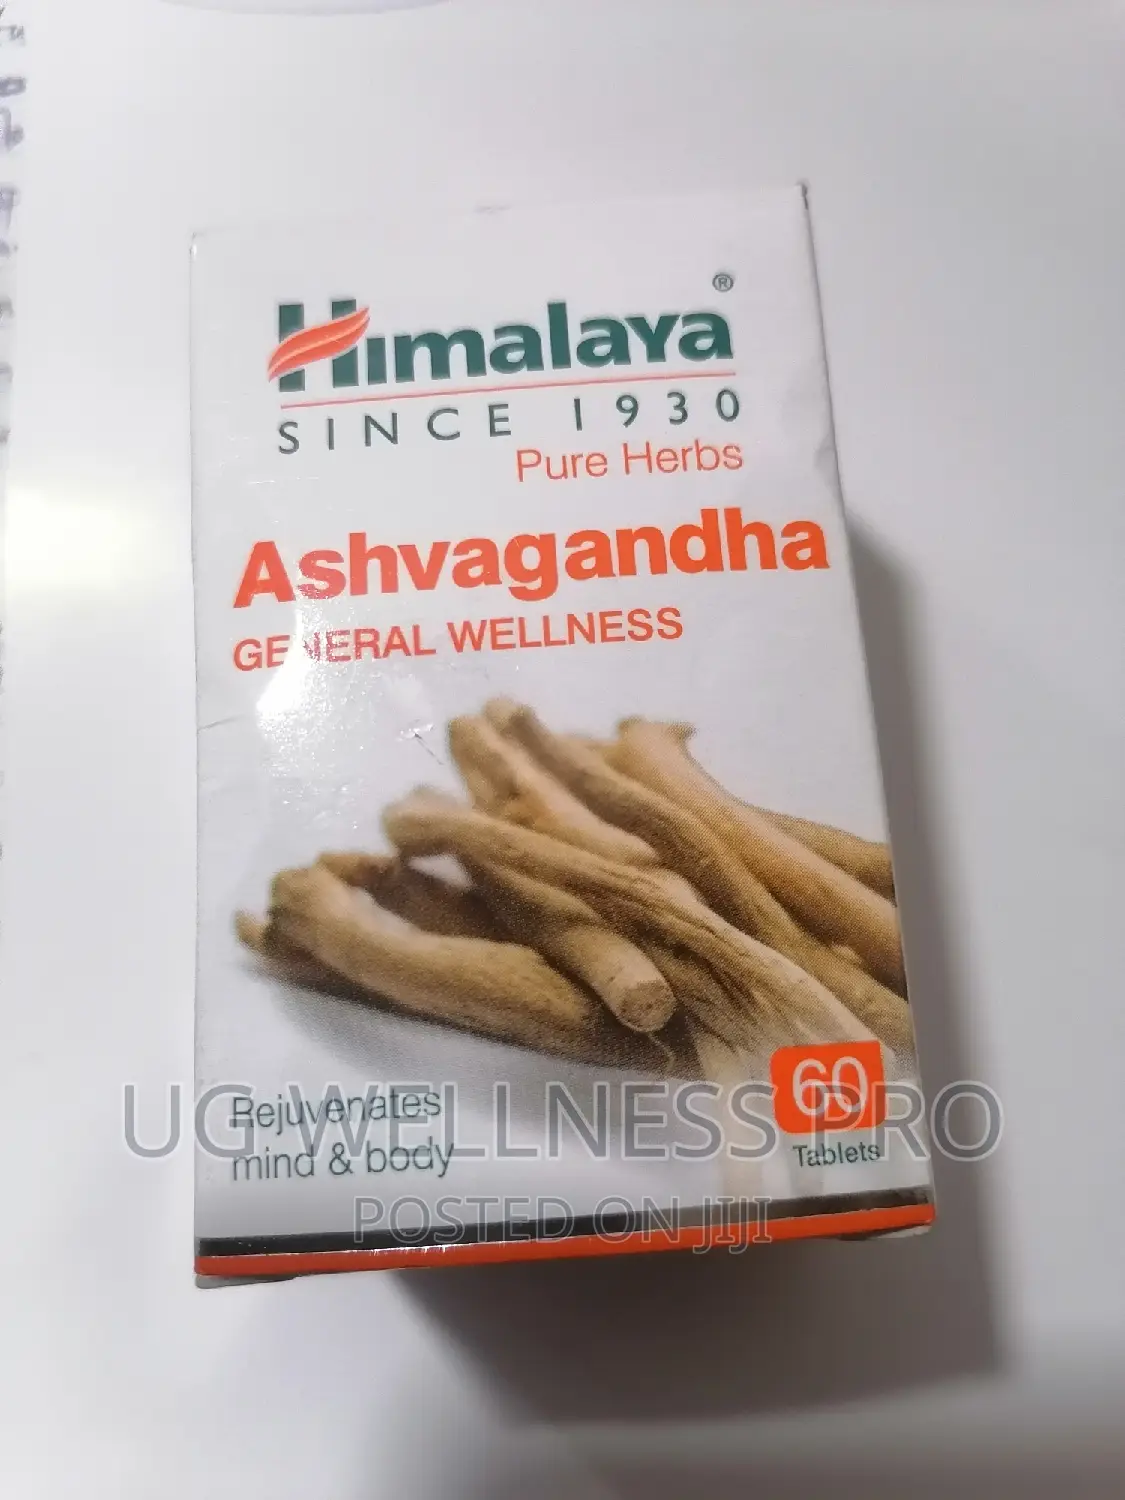 Himalaya®
SINCE 1930
Pure Herbs
Ashvagandha
GENERAL WELLNESS
60
Tablets
Rejuvenates
mind & body
UG WELLNESS PRO
POSTED ON JIJI